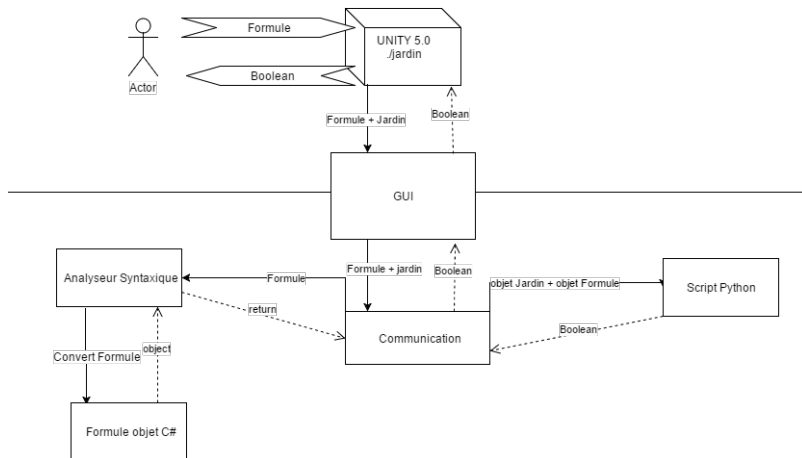 Formule
UNITY 5.0
./jardin
Boolean
Actor
Formule + Jardin
Boolean
GUI
Formule + jardin
Boolean
Analyseur Syntaxique
Formule
objet Jardin + objet Formule
Script Python
return
Communication
Boolean
Convert Formule
object
Formule objet C#